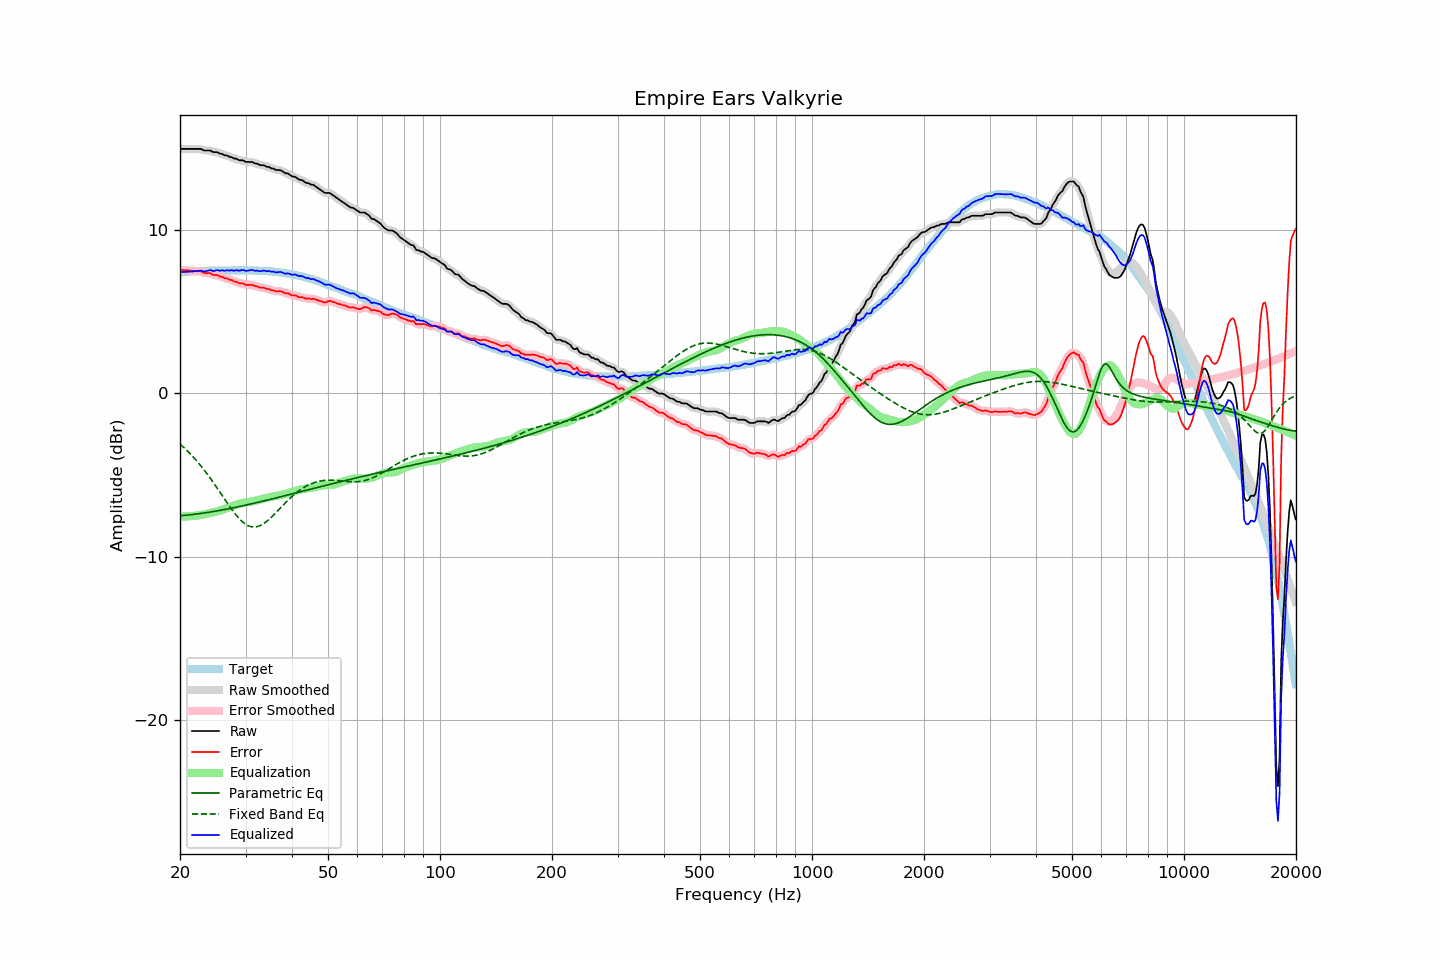 Empire Ears Valkyrie
Amplitude (dBr)
10
0
−10
−20
Target
Raw Smoothed
Error Smoothed
Raw
Error
Equalization
Parametric Eq
Fixed Band Eq
Equalized
20 50 100 200 500 1000 2000 5000 10000 20000
Frequency (Hz)